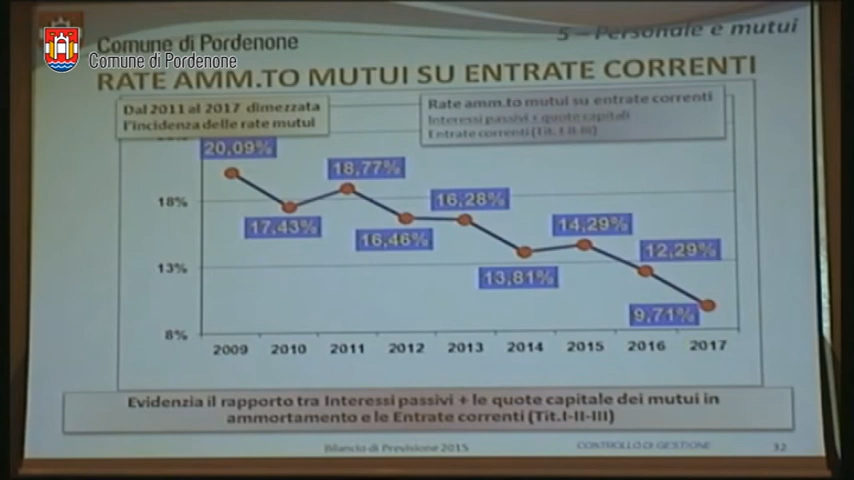 5 – Personale e mutui
Comune di Pordenone
Comune di Pordenone
RATE AMM.TO MUTUI SU ENTRATE CORRENTI
Dal 2011 al 2017 dimezzata
l'incidenza delle rate mutui
Rate amm.to mutui su entrate correnti
Interessi passivi + quote capitali
Entrate correnti (Tit.I-II-III)
20,09%
18,77%
18%
16,28%
17,43%
16,46%
14,29%
12,29%
13%
13,81%
9,71%
8%
2009 2010 2011 2012 2013 2014 2015 2016 2017
Evidenzia il rapporto tra Interessi passivi + le quote capitale dei mutui in
ammortamento e le Entrate correnti (Tit.I-II-III)
Bilancio di Previsione 2015 CONTROLLO DI GESTIONE 32